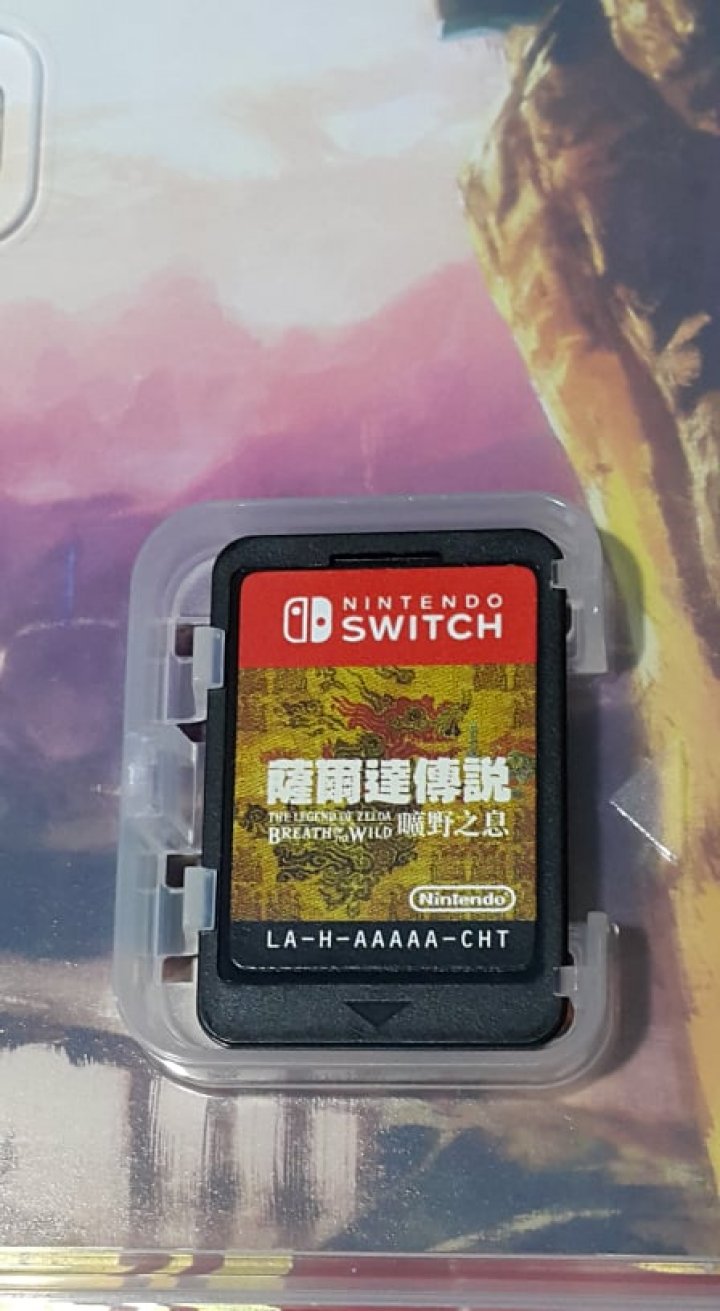 NINTENDO
SWITCH
薩爾達傳說
THE LEGEND OF ZELDA
BREATH OF THE WILD 曠野之息
Nintendo
LA-H-AAAAA-CHT